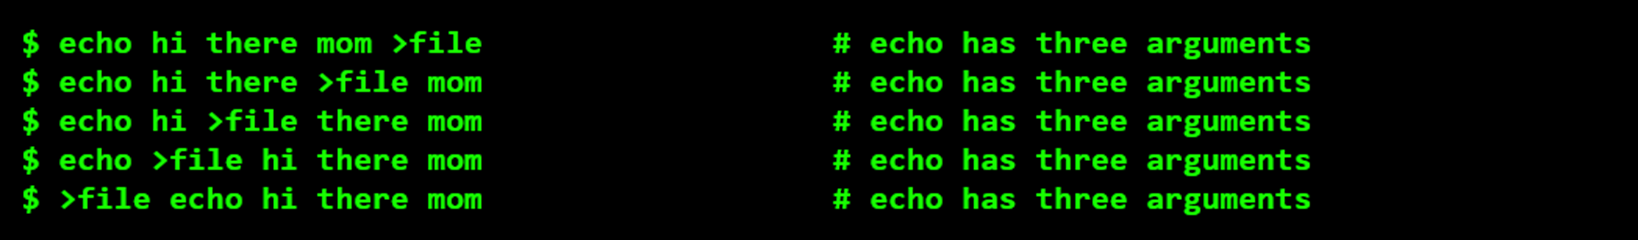 $ echo hi there mom >file # echo has three arguments
$ echo hi there >file mom # echo has three arguments
$ echo hi >file there mom # echo has three arguments
$ echo >file hi there mom # echo has three arguments
$ >file echo hi there mom # echo has three arguments